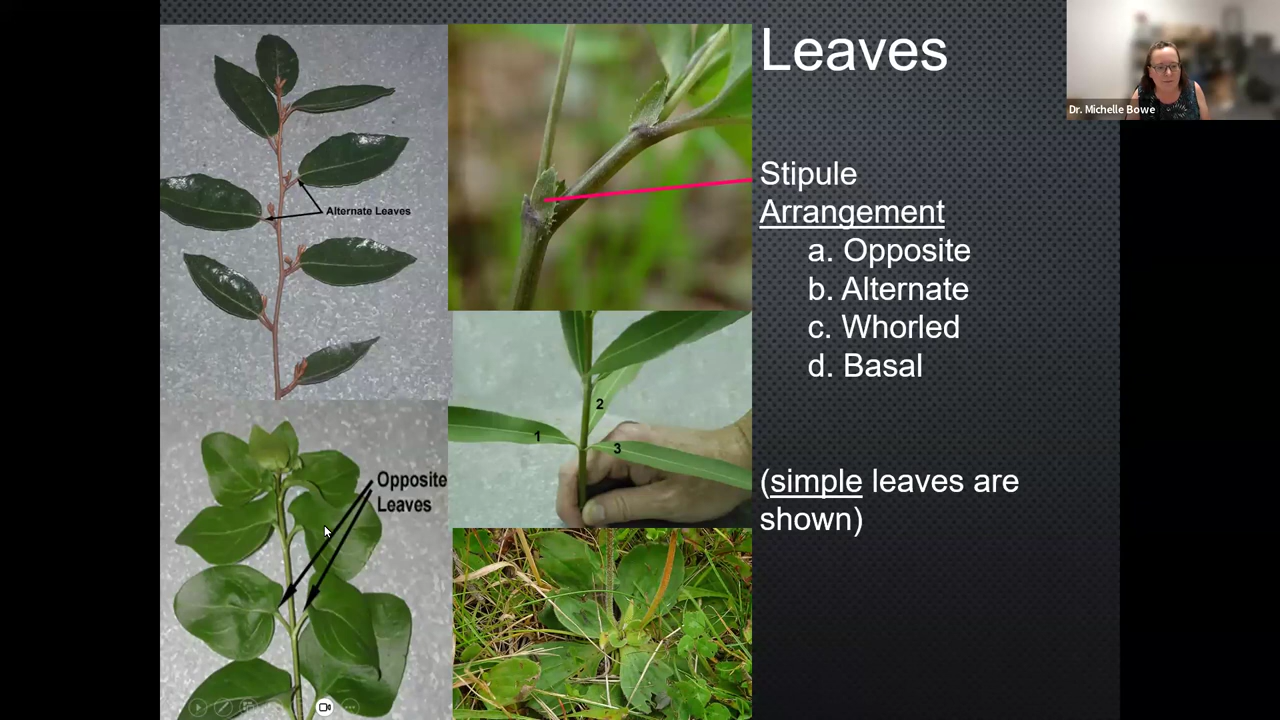 Leaves
Dr. Michelle Bowe
Alternate Leaves
Stipule
Arrangement
a. Opposite
b. Alternate
c. Whorled
d. Basal
1
2
3
Opposite
Leaves
(simple leaves are
shown)